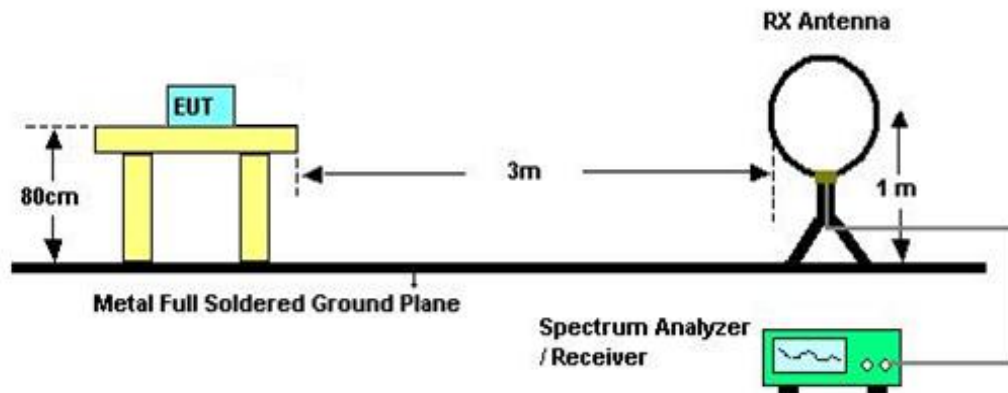 RX Antenna
EUT
3m
80cm
1 m
Metal Full Soldered Ground Plane
Spectrum Analyzer
/ Receiver